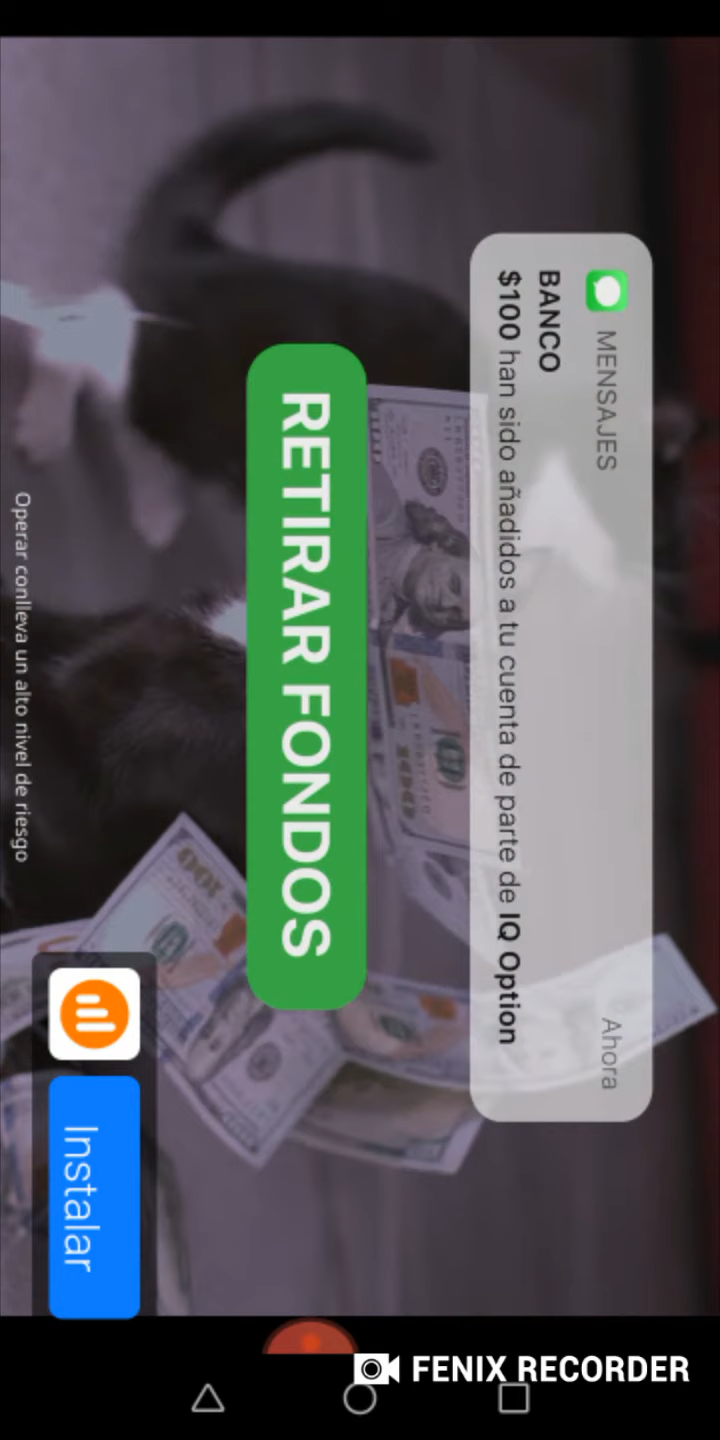 MENSAJES
Ahora
BANCO
$100 han sido añadidos a tu cuenta de parte de IQ Option
RETIRAR FONDOS
Instalar
Operar conlleva un alto nivel de riesgo
FENIX RECORDER